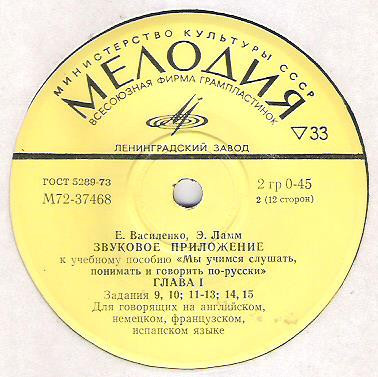 МИНИСТЕРСТВО КУЛЬТУРЫ СССР
МЕЛОДИЯ
ВСЕСОЮЗНАЯ ФИРМА ГРАМПЛАСТИНОК
▽33
ЛЕНИНГРАДСКИЙ ЗАВОД
ГОСТ 5289-73
2 гр 0-45
М72-37468
2 (12 сторон)
Е. Василенко, Э. Ламм
ЗВУКОВОЕ ПРИЛОЖЕНИЕ
к учебному пособию «Мы учимся слушать,
понимать и говорить по-русски»
ГЛАВА I
Задания 9, 10; 11-13; 14, 15
Для говорящих на английском,
немецком, французском,
испанском языке